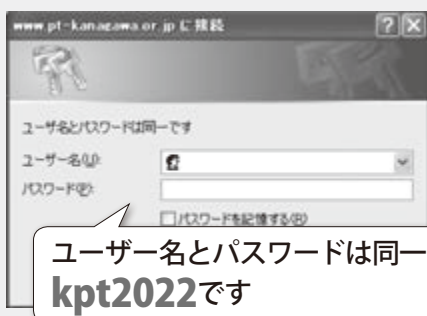 www.pt-kanagawa.or.jp に接続
ユーザ名とパスワードは同一です
ユーザー名(U):
パスワード(P):
パスワードを記憶する(R)
ユーザー名とパスワードは同一
kpt2022です